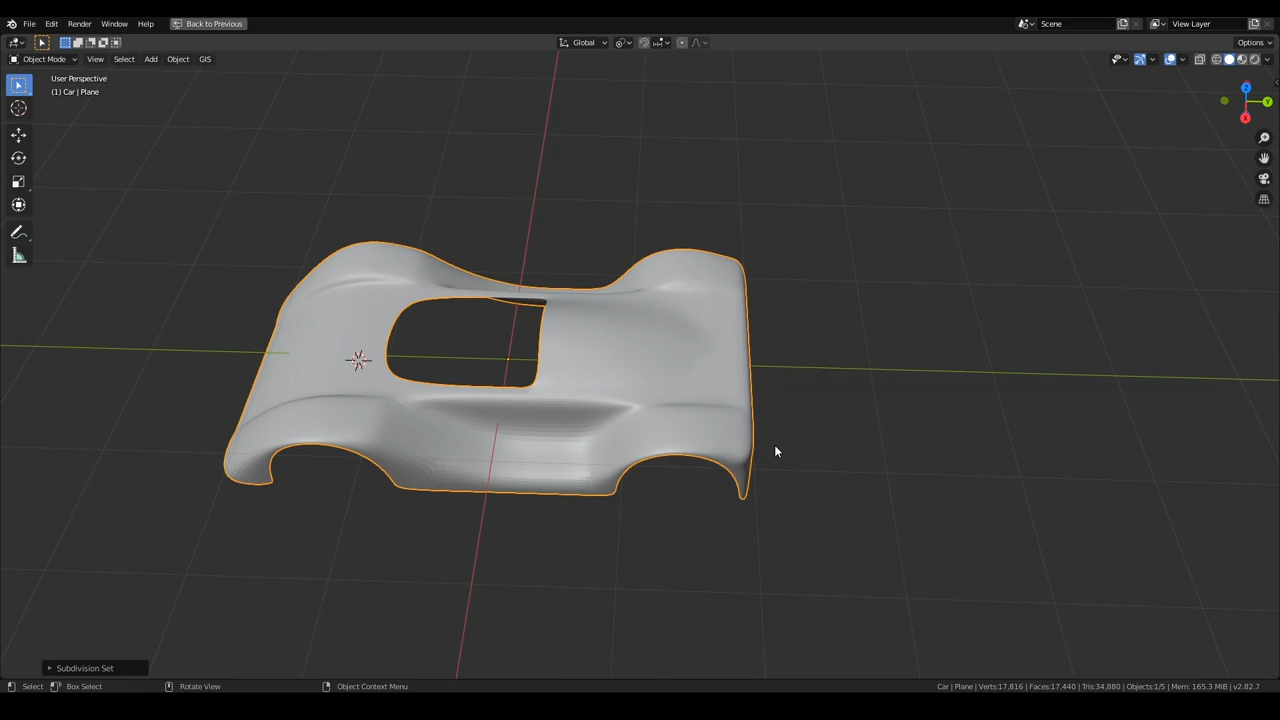 File Edit Render Window Help Back to Previous Scene View Layer
Global Options
Object Mode View Select Add Object GIS
User Perspective
(1) Car | Plane
Z
Y
X
Subdivision Set
Select Box Select Rotate View Object Context Menu Car | Plane | Verts:17,816 | Faces:17,440 | Tris:34,880 | Objects:1/5 | Mem: 165.3 MiB | v2.82.7